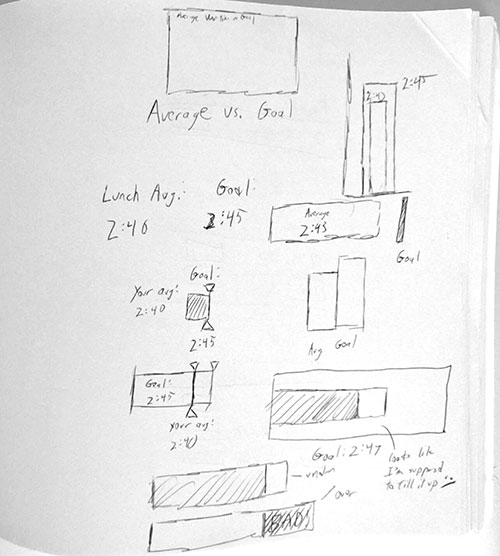 Average
Goal
Average vs. Goal
2:45
2:43
Lunch Avg.:
Goal:
2:40
2:45
Average
2:43
Goal
Goal:
Your avg:
2:40
2:45
Avg
Goal
Goal:
2:45
Your avg:
2:40
Goal: 2:47
looks like
I'm supposed
to fill it up
under
over
BAD!